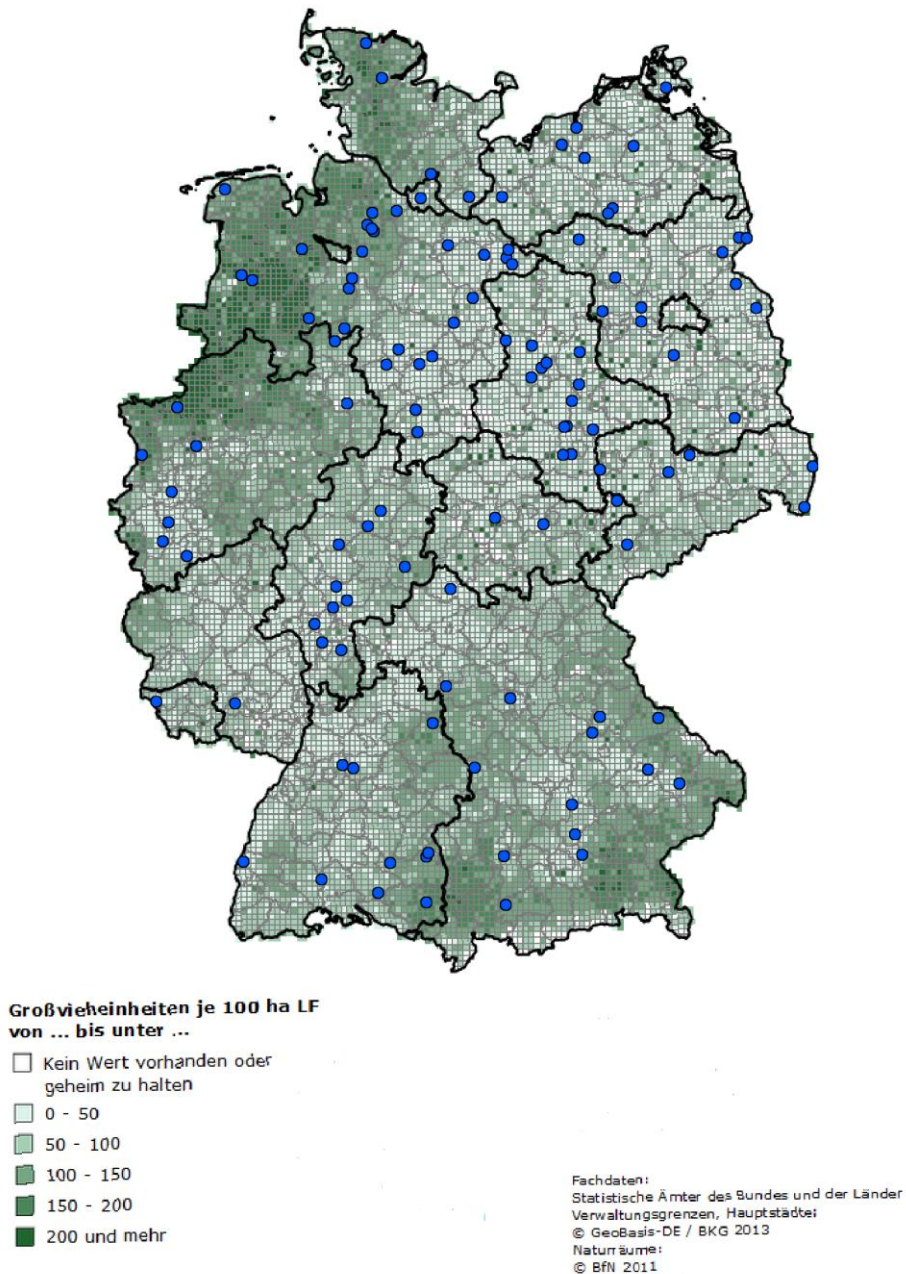 Großvieheinheiten je 100 ha LF
von ... bis unter ...
Kein Wert vorhanden oder
geheim zu halten
0 - 50
50 - 100
100 - 150
150 - 200
200 und mehr
Fachdaten:
Statistische Ämter des Bundes und der Länder
Verwaltungsgrenzen, Hauptstädte:
© GeoBasis-DE / BKG 2013
Naturräume:
© BfN 2011